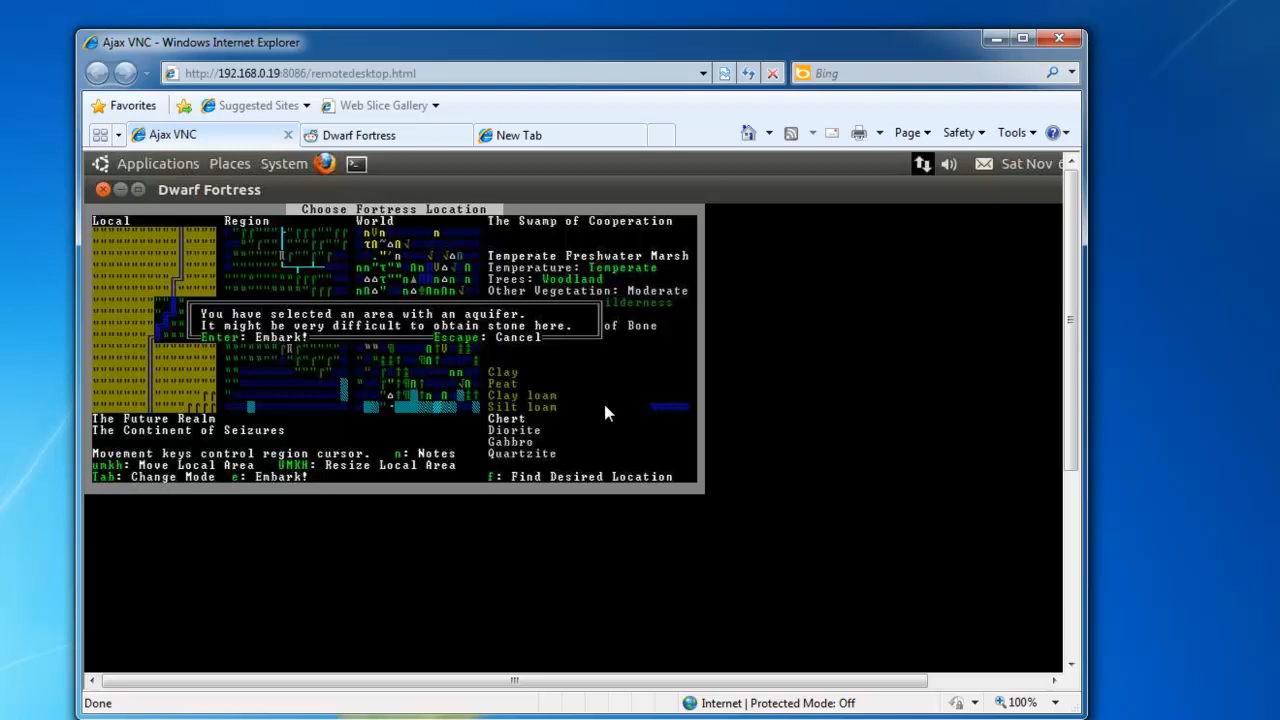 Ajax VNC - Windows Internet Explorer
http://192.168.0.19:8086/remotedesktop.html
Bing
Favorites
Suggested Sites
Web Slice Gallery
Ajax VNC
Dwarf Fortress
New Tab
Page
Safety
Tools
Applications Places System
Sat Nov
Dwarf Fortress
Choose Fortress Location
Local Region World The Swamp of Cooperation
Temperate Freshwater Marsh
Temperature: Temperate
Trees: Woodland
Other Vegetation: Moderate
ilderness
You have selected an area with an aquifer.
It might be very difficult to obtain stone here.
of Bone
Enter: Embark! Escape: Cancel
Clay
Peat
Clay loam
Silt loam
The Future Realm
Chert
The Continent of Seizures
Diorite
Gabbro
Movement keys control region cursor. n: Notes
Quartzite
umkh: Move Local Area UMKH: Resize Local Area
Tab: Change Mode e: Embark! f: Find Desired Location
Done
Internet | Protected Mode: Off
100%